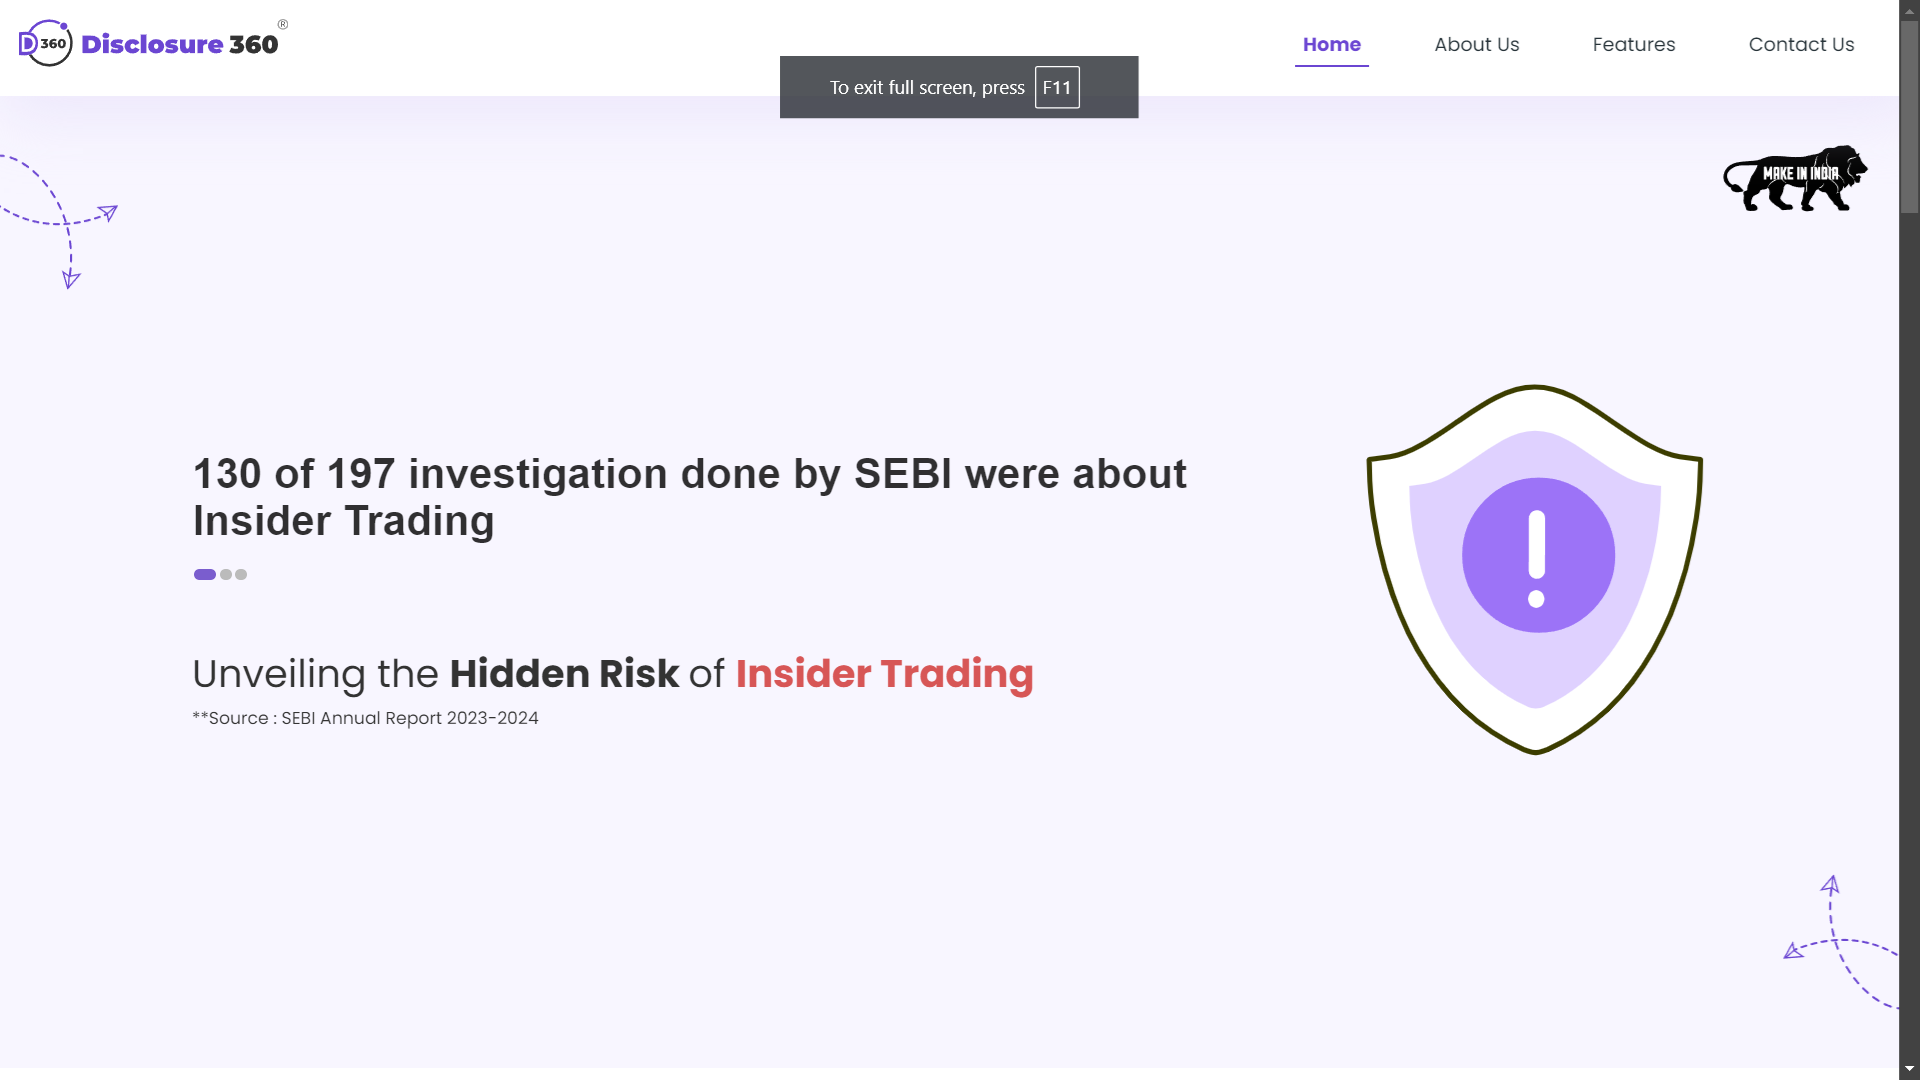 D 360 Disclosure 360 ®
Home
About Us
Features
Contact Us
To exit full screen, press F11
MAKE IN INDIA
130 of 197 investigation done by SEBI were about
Insider Trading
Unveiling the Hidden Risk of Insider Trading
**Source : SEBI Annual Report 2023-2024